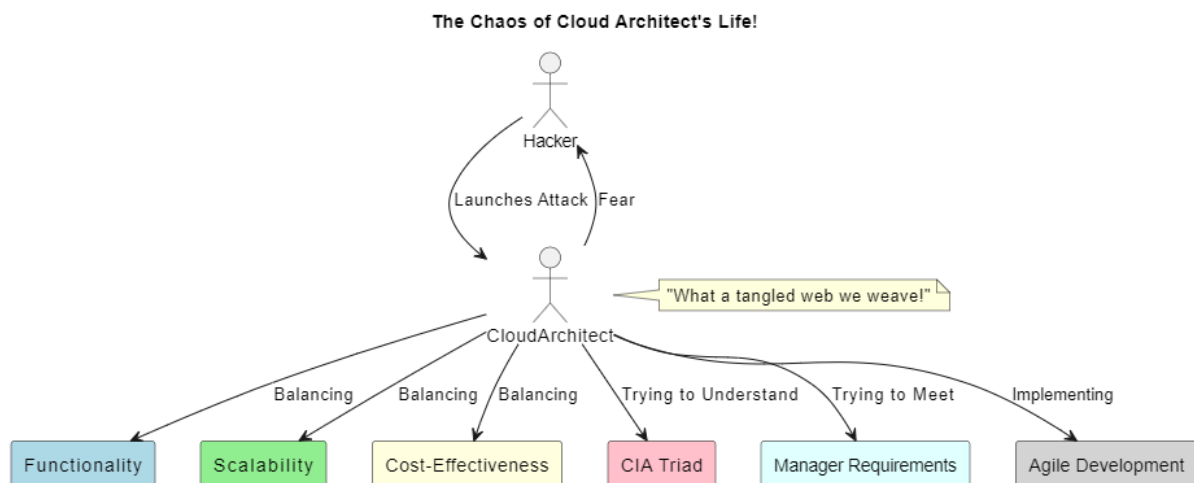 The Chaos of Cloud Architect's Life!
Hacker
Launches Attack
Fear
"What a tangled web we weave!"
CloudArchitect
Balancing
Balancing
Balancing
Trying to Understand
Trying to Meet
Implementing
Functionality
Scalability
Cost-Effectiveness
CIA Triad
Manager Requirements
Agile Development